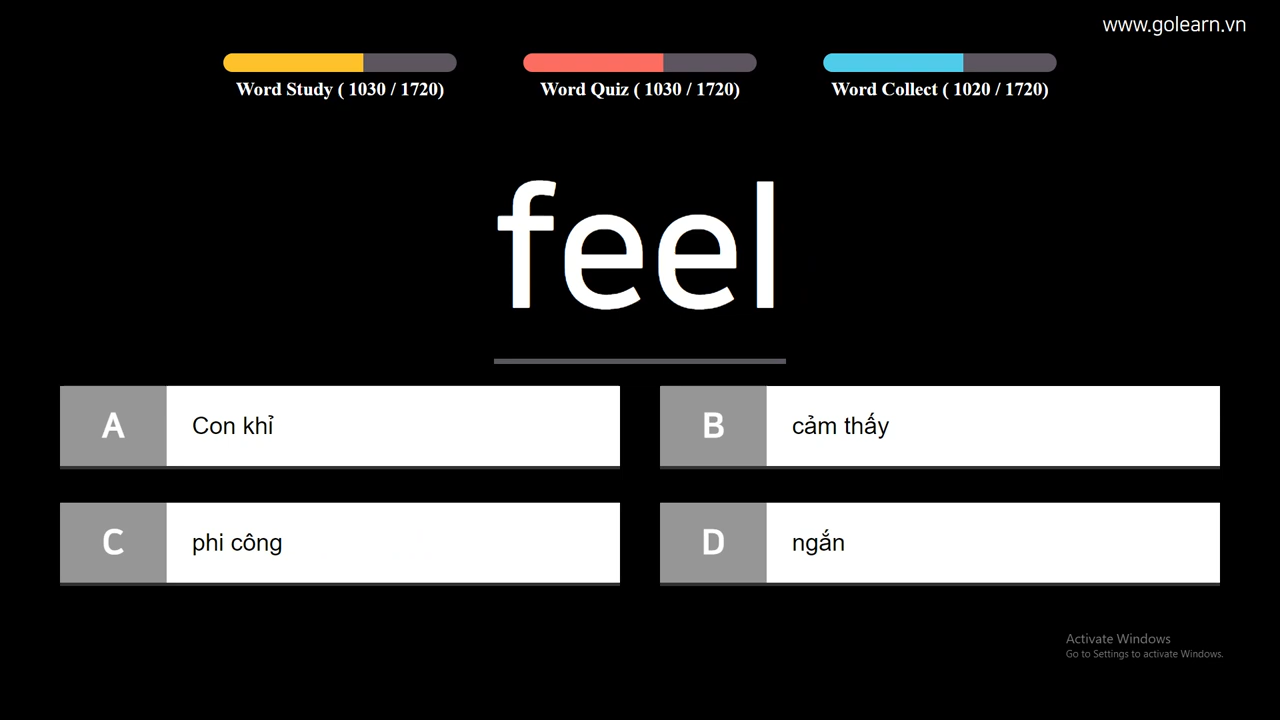 www.golearn.vn
Word Study ( 1030 / 1720)
Word Quiz ( 1030 / 1720)
Word Collect ( 1020 / 1720)
feel
A Con khỉ
B cảm thấy
C phi công
D ngắn
Activate Windows
Go to Settings to activate Windows.